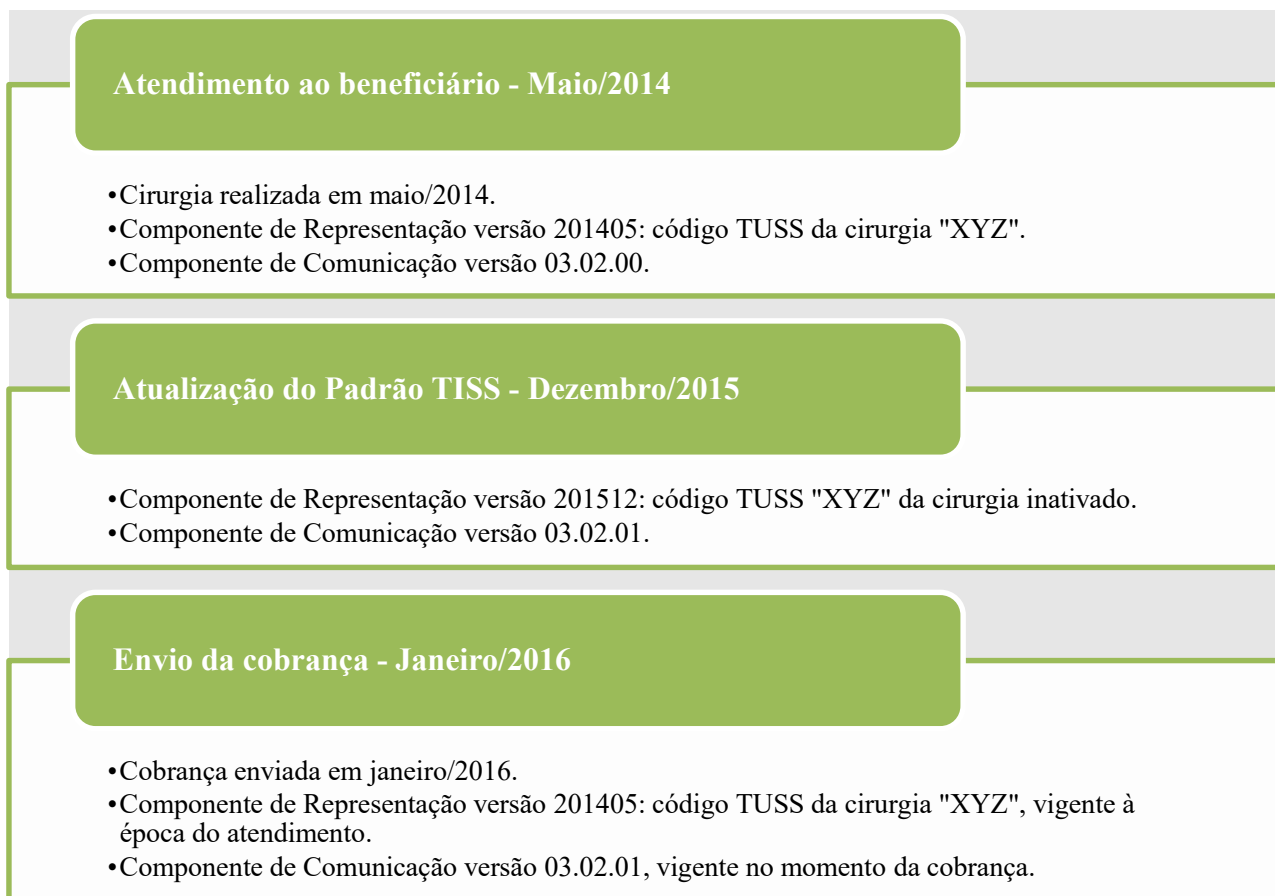 Atendimento ao beneficiário - Maio/2014
•Cirurgia realizada em maio/2014.
•Componente de Representação versão 201405: código TUSS da cirurgia "XYZ".
•Componente de Comunicação versão 03.02.00.
Atualização do Padrão TISS - Dezembro/2015
•Componente de Representação versão 201512: código TUSS "XYZ" da cirurgia inativado.
•Componente de Comunicação versão 03.02.01.
Envio da cobrança - Janeiro/2016
•Cobrança enviada em janeiro/2016.
•Componente de Representação versão 201405: código TUSS da cirurgia "XYZ", vigente à
época do atendimento.
•Componente de Comunicação versão 03.02.01, vigente no momento da cobrança.